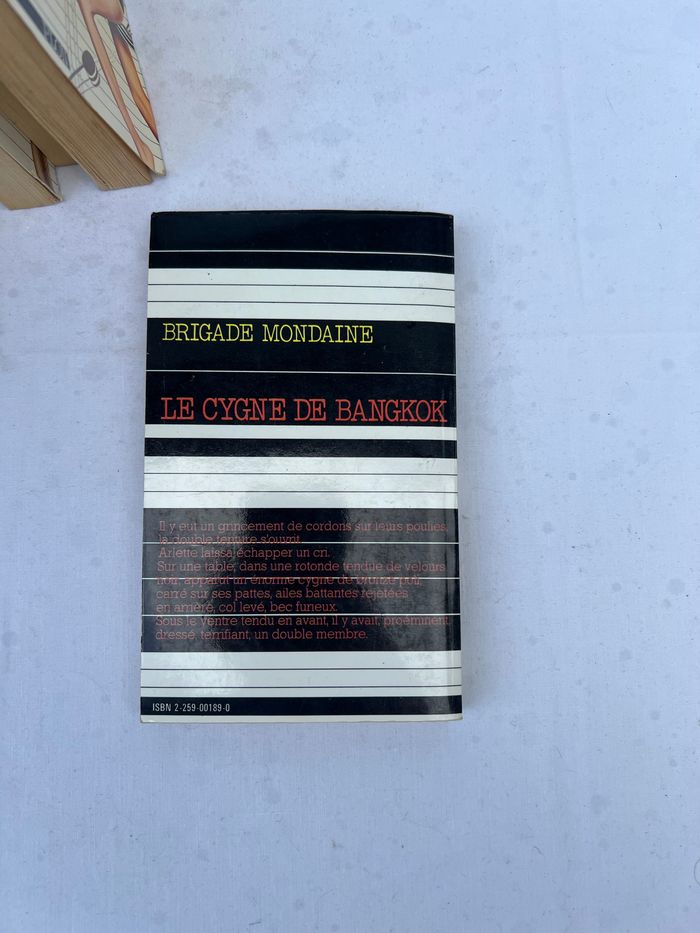 BRIGADE MONDAINE
LE CYGNE DE BANGKOK
Il y eut un grincement de cordons sur leurs poulies,
la double tenture s'ouvrit.
Arlette laissa échapper un cri.
Sur une table, dans une rotonde tendue de velours
noir, apparut un énorme cygne de bronze poli,
carré sur ses pattes, ailes battantes rejetées
en arrière, col levé, bec furieux.
Sous le ventre tendu en avant, il y avait, proéminent,
dressé, terrifiant, un double membre.
ISBN 2-259-00189-0